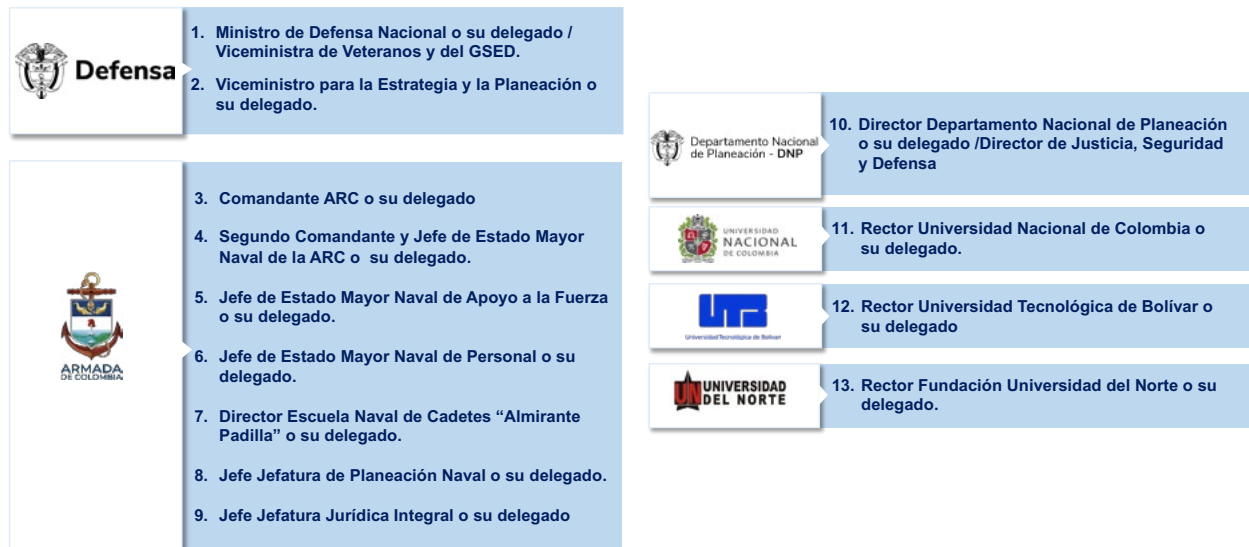 Defensa
1. Ministro de Defensa Nacional o su delegado /
Viceministra de Veteranos y del GSED.
2. Viceministro para la Estrategia y la Planeación o
su delegado.
ARMADA
DE COLOMBIA
3. Comandante ARC o su delegado
4. Segundo Comandante y Jefe de Estado Mayor
Naval de la ARC o su delegado.
5. Jefe de Estado Mayor Naval de Apoyo a la Fuerza
o su delegado.
6. Jefe de Estado Mayor Naval de Personal o su
delegado.
7. Director Escuela Naval de Cadetes “Almirante
Padilla” o su delegado.
8. Jefe Jefatura de Planeación Naval o su delegado.
9. Jefe Jefatura Jurídica Integral o su delegado
Departamento Nacional
de Planeación - DNP
10. Director Departamento Nacional de Planeación
o su delegado /Director de Justicia, Seguridad
y Defensa
UNIVERSIDAD
NACIONAL
DE COLOMBIA
11. Rector Universidad Nacional de Colombia o
su delegado.
UTB
Universidad Tecnológica de Bolívar
12. Rector Universidad Tecnológica de Bolívar o
su delegado
UN
UNIVERSIDAD
DEL NORTE
13. Rector Fundación Universidad del Norte o su
delegado.